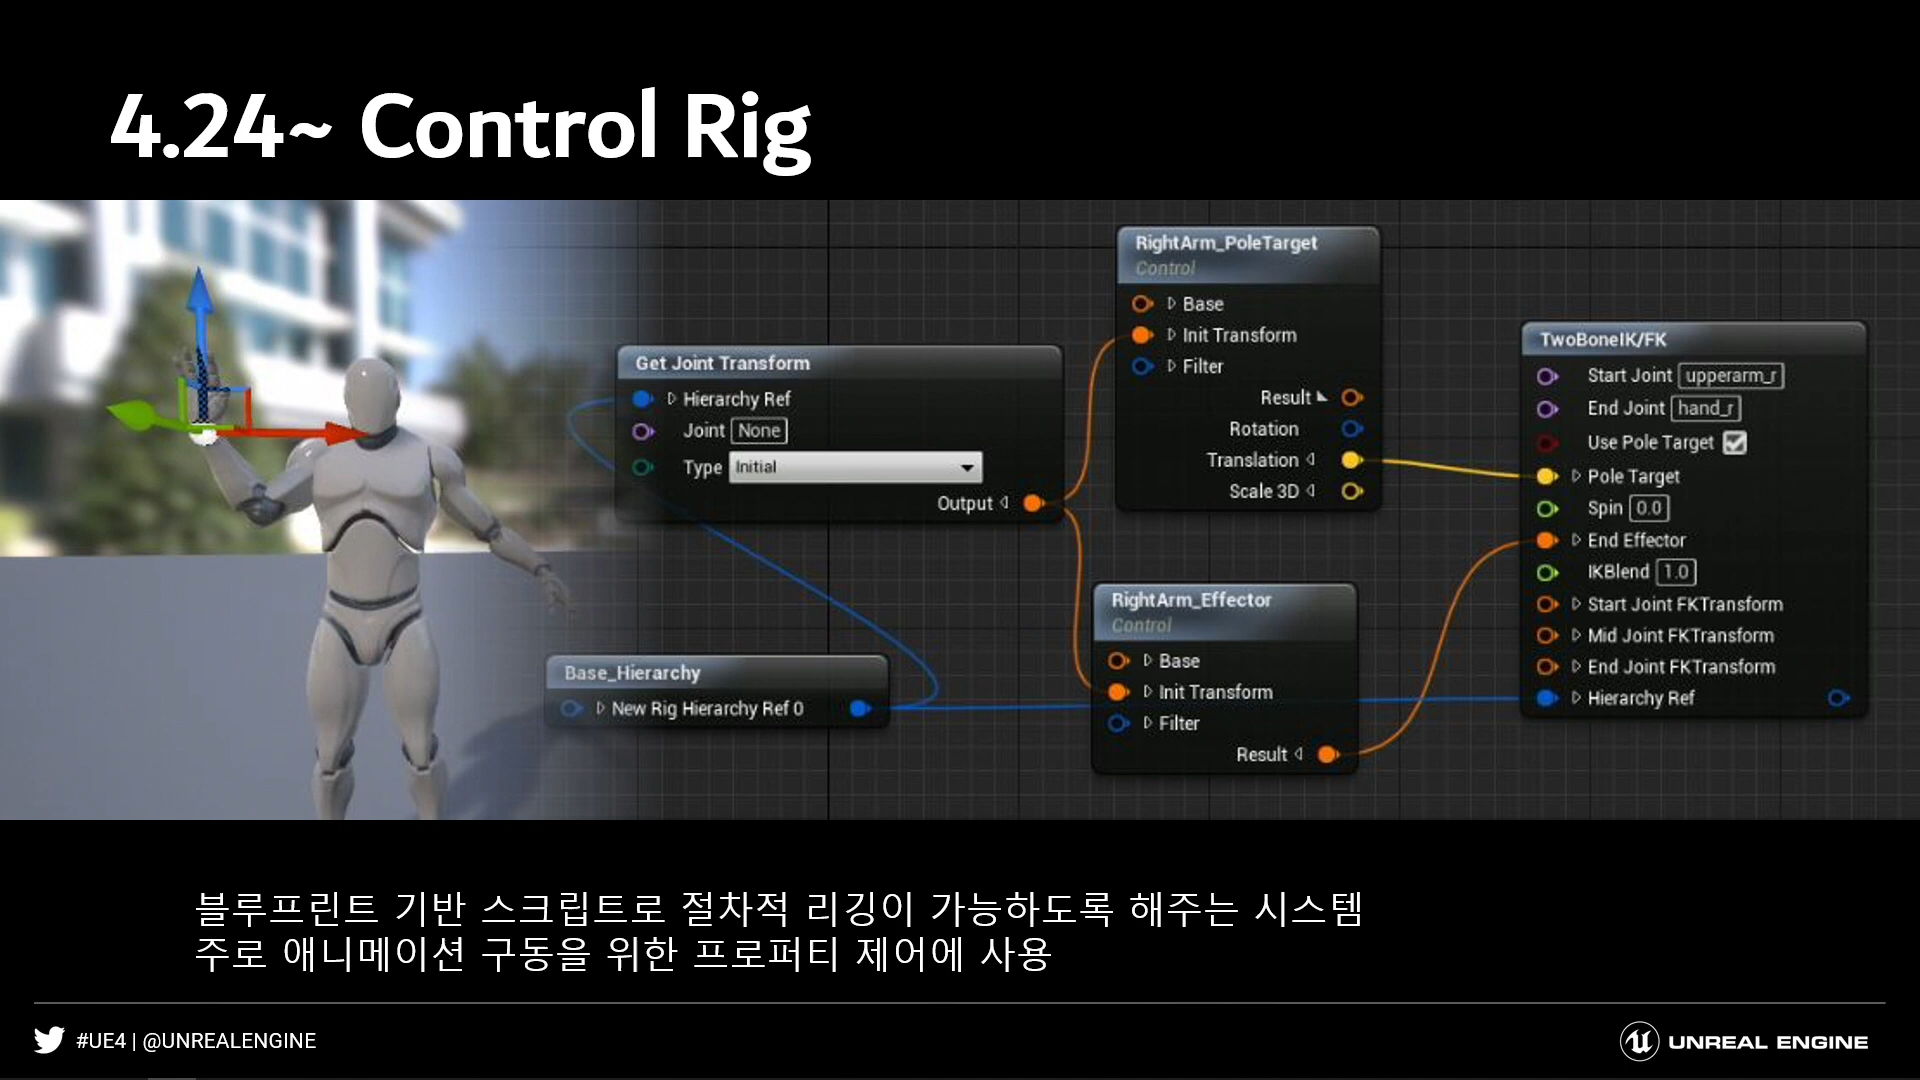 4.24~ Control Rig
RightArm_PoleTarget
Control
Base
Init Transform
Filter
Result
Rotation
Translation
Scale 3D
Get Joint Transform
Hierarchy Ref
Joint None
Type Initial
Output
TwoBoneIK/FK
Start Joint upperarm_r
End Joint hand_r
Use Pole Target
Pole Target
Spin 0.0
End Effector
IKBlend 1.0
Start Joint FKTransform
Mid Joint FKTransform
End Joint FKTransform
Hierarchy Ref
RightArm_Effector
Control
Base
Init Transform
Filter
Result
Base_Hierarchy
New Rig Hierarchy Ref 0
블루프린트 기반 스크립트로 절차적 리깅이 가능하도록 해주는 시스템
주로 애니메이션 구동을 위한 프로퍼티 제어에 사용
#UE4 | @UNREALENGINE
UNREAL ENGINE